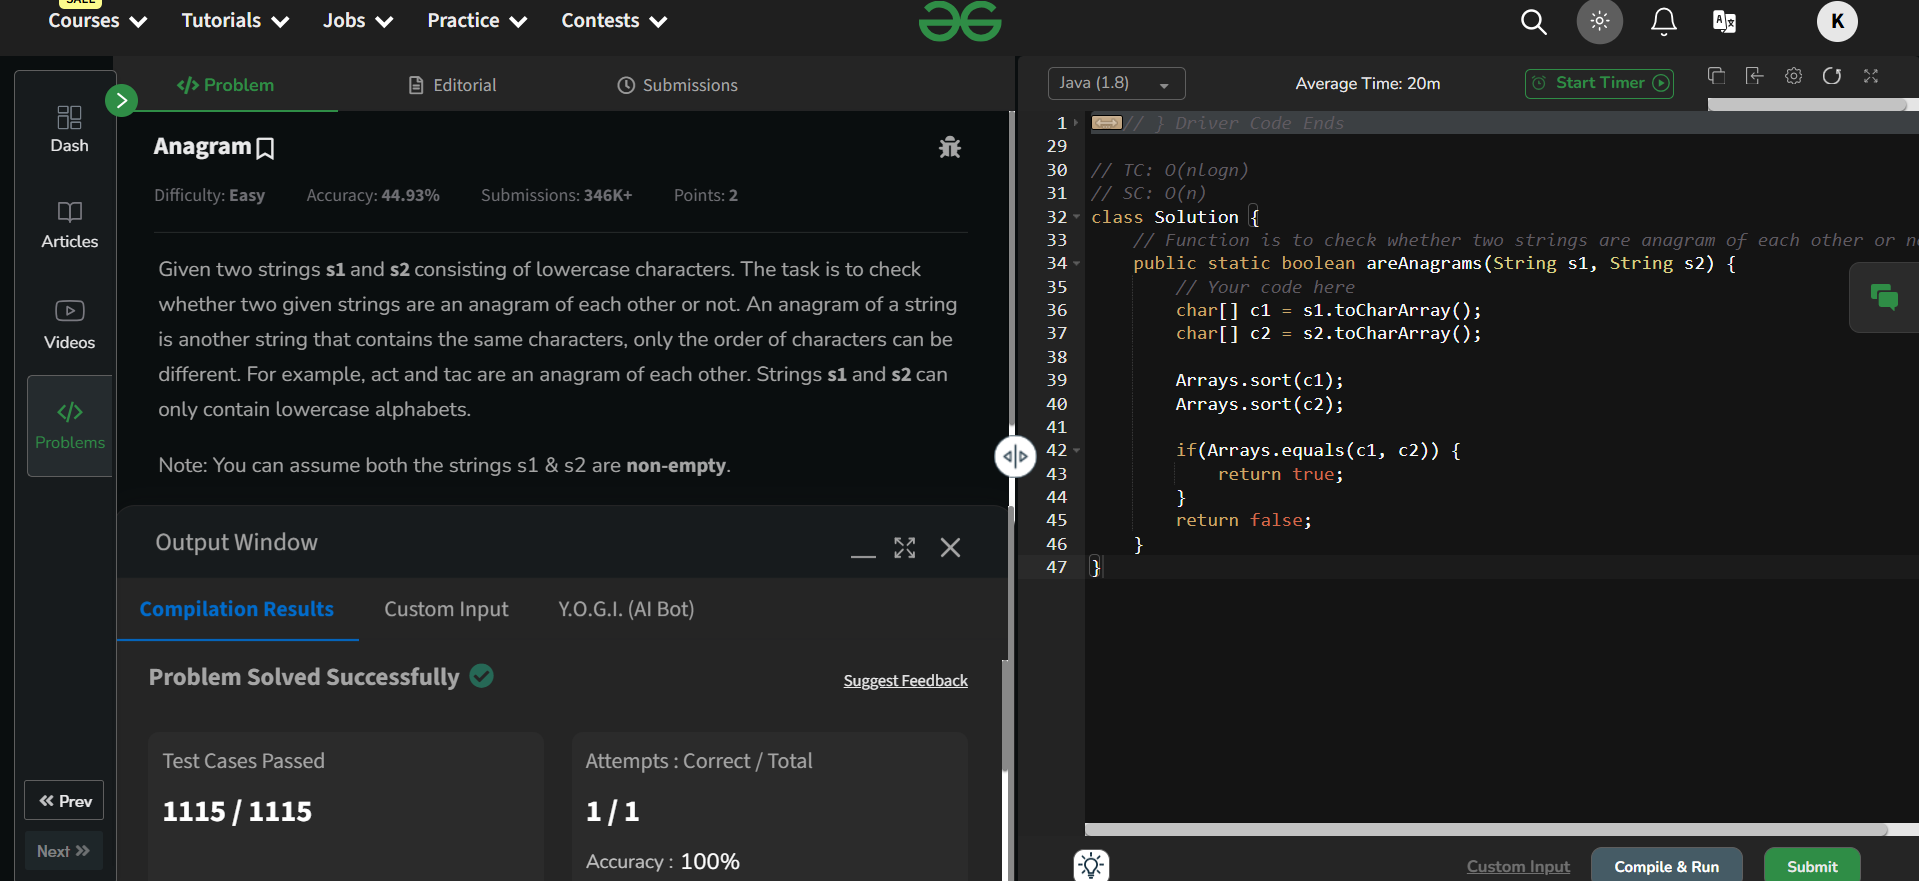 SALE
Courses Tutorials Jobs Practice Contests
K
Dash
Articles
Videos
Problems
Prev
Next
Problem Editorial Submissions
Anagram
Difficulty: Easy Accuracy: 44.93% Submissions: 346K+ Points: 2
Given two strings s1 and s2 consisting of lowercase characters. The task is to check
whether two given strings are an anagram of each other or not. An anagram of a string
is another string that contains the same characters, only the order of characters can be
different. For example, act and tac are an anagram of each other. Strings s1 and s2 can
only contain lowercase alphabets.
Note: You can assume both the strings s1 & s2 are non-empty.
Output Window
Compilation Results Custom Input Y.O.G.I. (AI Bot)
Problem Solved Successfully
Suggest Feedback
Test Cases Passed
1115 / 1115
Attempts : Correct / Total
1 / 1
Accuracy : 100%
Java (1.8) Average Time: 20m Start Timer
1 // } Driver Code Ends
29
30 // TC: O(nlogn)
31 // SC: O(n)
32 class Solution {
33 // Function is to check whether two strings are anagram of each other or
34 public static boolean areAnagrams(String s1, String s2) {
35 // Your code here
36 char[] c1 = s1.toCharArray();
37 char[] c2 = s2.toCharArray();
38
39 Arrays.sort(c1);
40 Arrays.sort(c2);
41
42 if(Arrays.equals(c1, c2)) {
43 return true;
44 }
45 return false;
46 }
47 }
Custom Input Compile & Run Submit